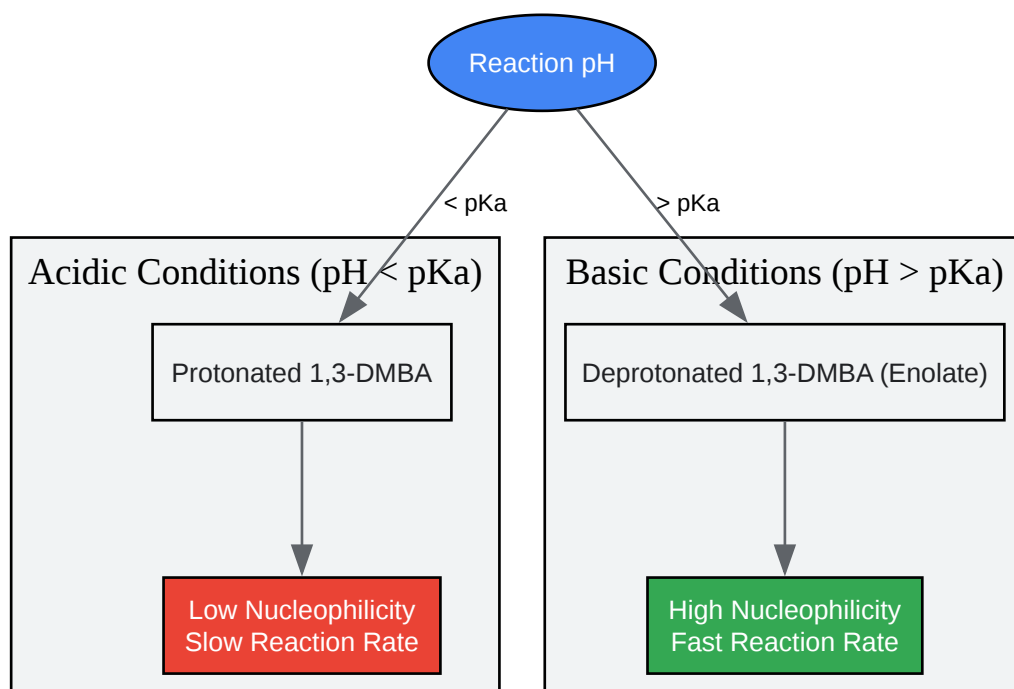 Reaction pH
< pKa
> pKa
Acidic Conditions (pH < pKa)
Basic Conditions (pH > pKa)
Protonated 1,3-DMBA
Deprotonated 1,3-DMBA (Enolate)
Low Nucleophilicity
Slow Reaction Rate
High Nucleophilicity
Fast Reaction Rate